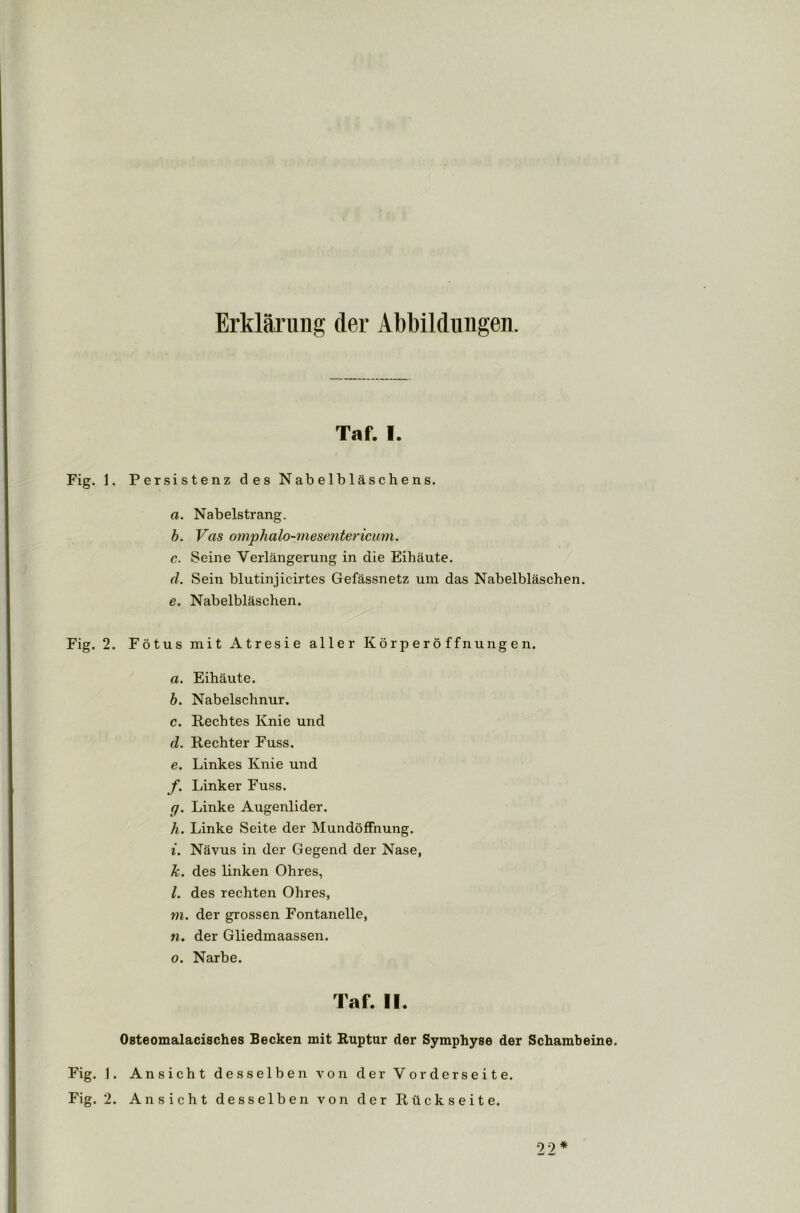 Erklärung der Abbildungen.
Taf. I.
Fig. 1. Persistenz des Nabelbläschens.
a. Nabelstrang.
b. Vas omphalo-mesentericum.
c. Seine Verlängerung in die Eihäute.
d. Sein blutinjicirtes Gefässnetz um das Nabelbläschen.
e. Nabelbläschen.
Fig. 2. Fötus mit Atresie aller Körperöffnungen.
a. Eihäute.
b. Nabelschnur.
c. Rechtes Knie und
d. Rechter Fuss.
e. Linkes Knie und
f. Linker Fuss.
g. Linke Augenlider.
h. Linke Seite der Mundöffnung.
i. Nävus in der Gegend der Nase,
k. des linken Ohres,
l. des rechten Ohres,
m. der grossen Fontanelle,
n. der Gliedmaassen.
o. Narbe.
Taf. II.
Osteomalacisches Becken mit Ruptur der Symphyse der Schambeine.
Fig. 1. Ansicht desselben von der Vorderseite.
Fig. 2. Ansicht desselben von der Rückseite.
22*